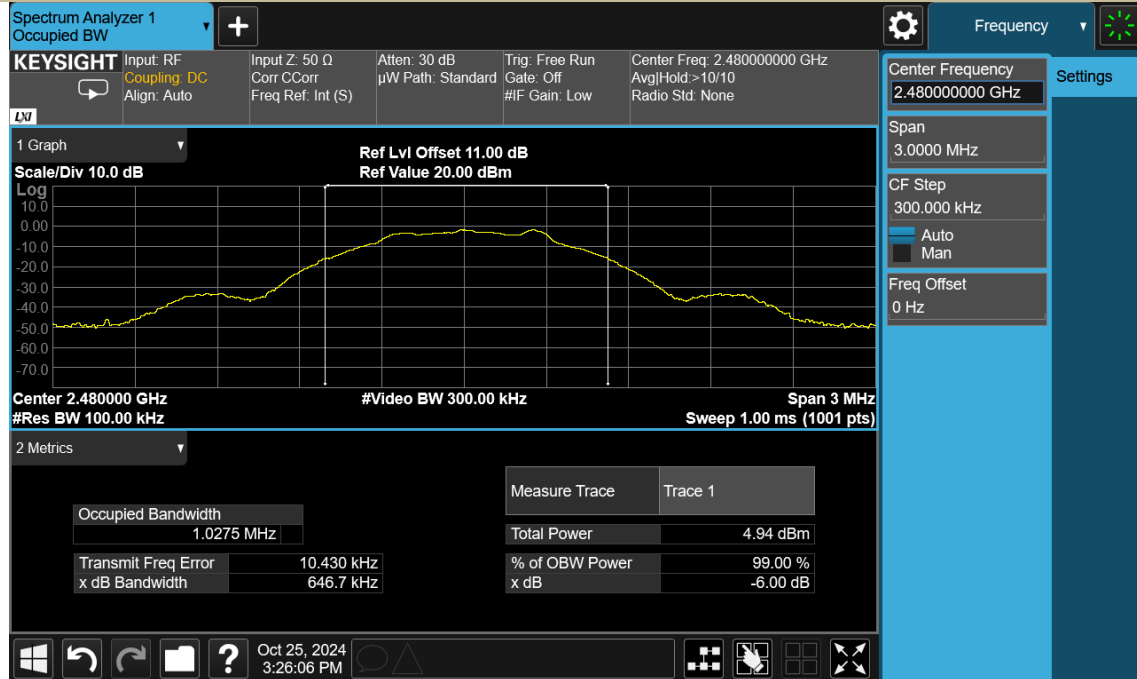 Spectrum Analyzer 1
Occupied BW
+
Frequency
KEYSIGHT
LXI
Input: RF
Coupling: DC
Align: Auto
Input Z: 50 Ω
Corr CCorr
Freq Ref: Int (S)
Atten: 30 dB
µW Path: Standard
Trig: Free Run
Gate: Off
#IF Gain: Low
Center Freq: 2.480000000 GHz
Avg|Hold:>10/10
Radio Std: None
Center Frequency
2.480000000 GHz
Settings
Span
3.0000 MHz
CF Step
300.000 kHz
Auto
Man
Freq Offset
0 Hz
1 Graph
Scale/Div 10.0 dB
Ref Lvl Offset 11.00 dB
Ref Value 20.00 dBm
Log
10.0
0.00
-10.0
-20.0
-30.0
-40.0
-50.0
-60.0
-70.0
Center 2.480000 GHz
#Video BW 300.00 kHz
Span 3 MHz
#Res BW 100.00 kHz
Sweep 1.00 ms (1001 pts)
2 Metrics
Measure Trace Trace 1
Occupied Bandwidth
1.0275 MHz
Total Power 4.94 dBm
Transmit Freq Error 10.430 kHz
% of OBW Power 99.00 %
x dB Bandwidth 646.7 kHz
x dB -6.00 dB
?
Oct 25, 2024
3:26:06 PM